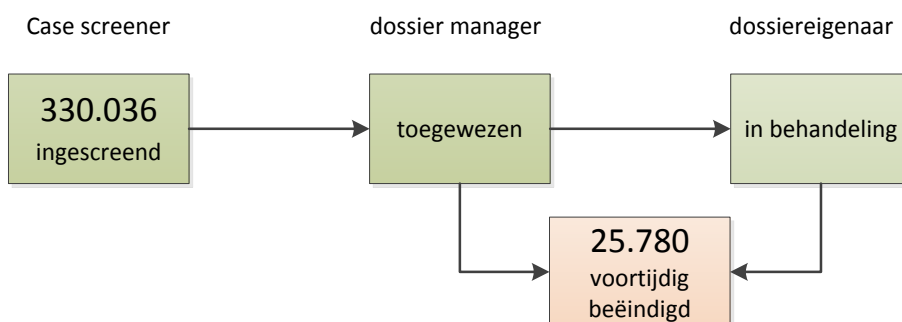 Case screener
dossier manager
dossiereigenaar
330.036
ingescreend
toegewezen
in behandeling
25.780
voortijdig
beëindigd